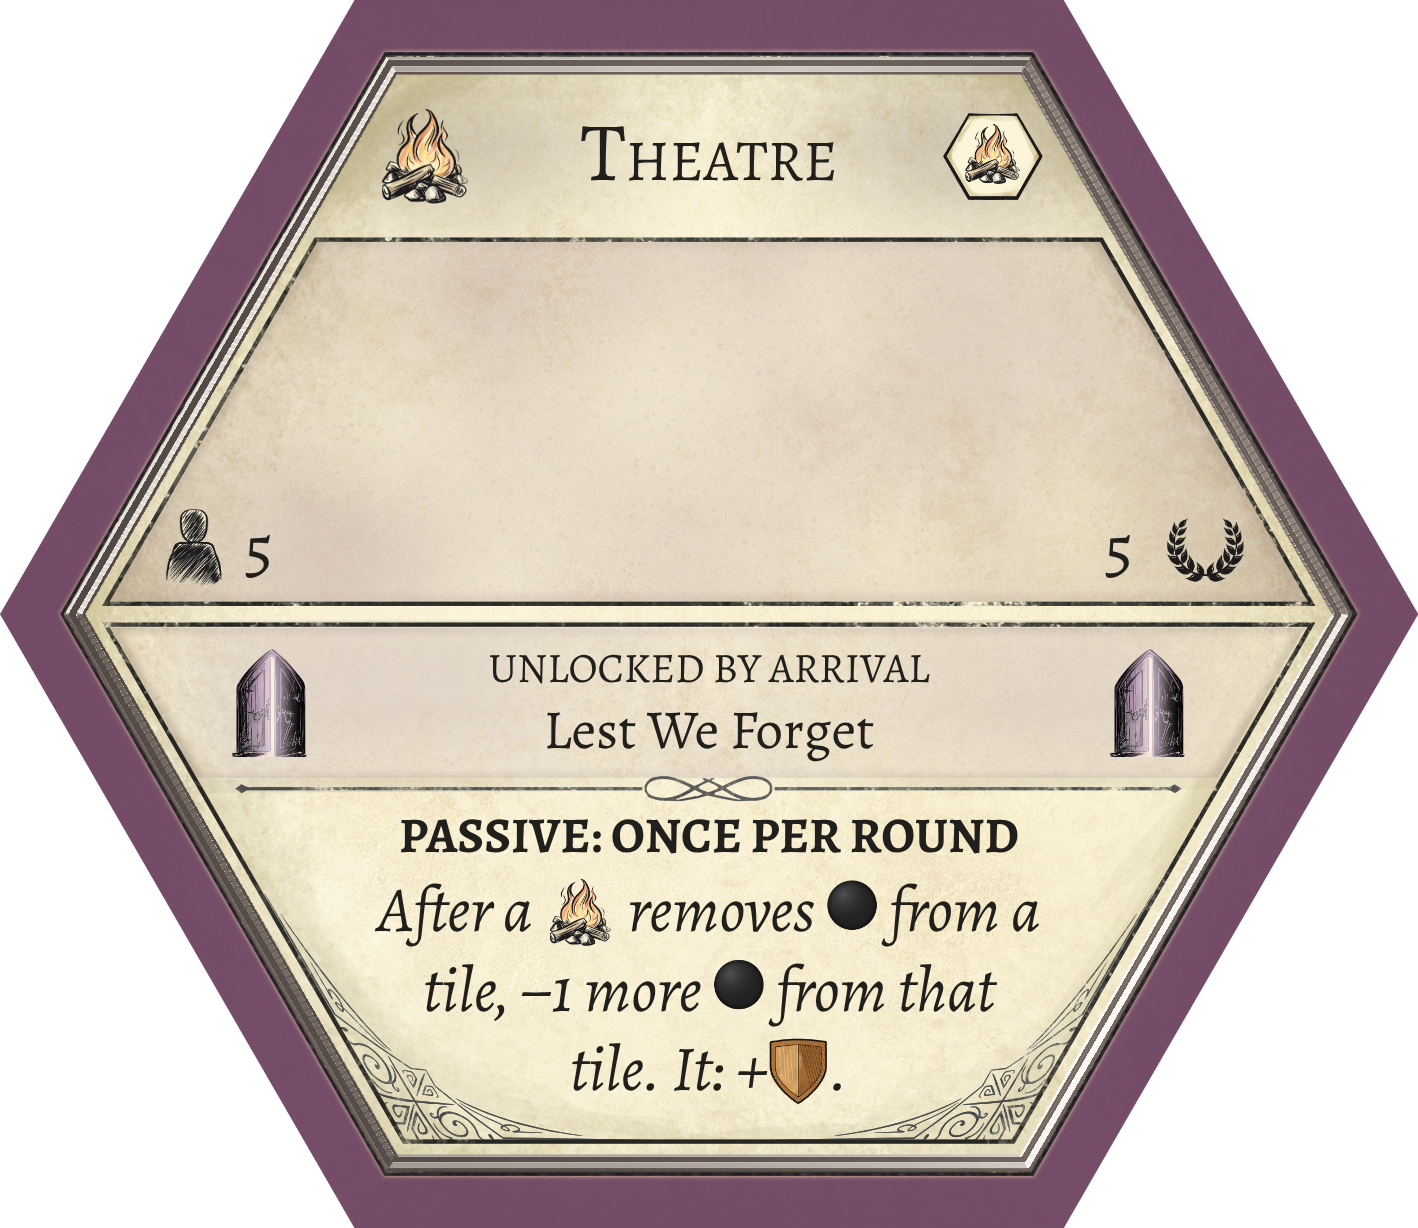 Theatre
5
5
UNLOCKED BY ARRIVAL
Lest We Forget
PASSIVE: ONCE PER ROUND
After a removes from a
tile, –1 more from that
tile. It: + .